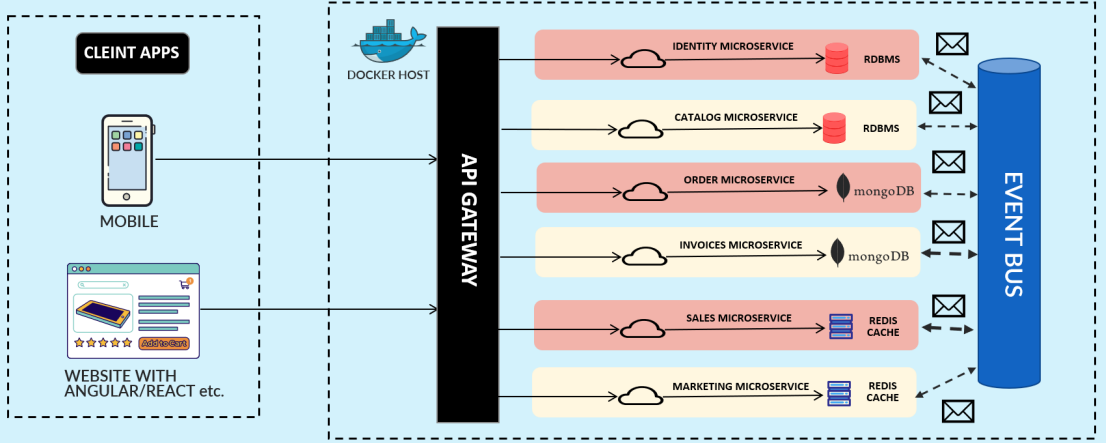 CLEINT APPS
MOBILE
Add to Cart
WEBSITE WITH
ANGULAR/REACT etc.
DOCKER HOST
API GATEWAY
IDENTITY MICROSERVICE
RDBMS
CATALOG MICROSERVICE
RDBMS
ORDER MICROSERVICE
mongoDB
INVOICES MICROSERVICE
mongoDB
SALES MICROSERVICE
REDIS
CACHE
MARKETING MICROSERVICE
REDIS
CACHE
EVENT BUS